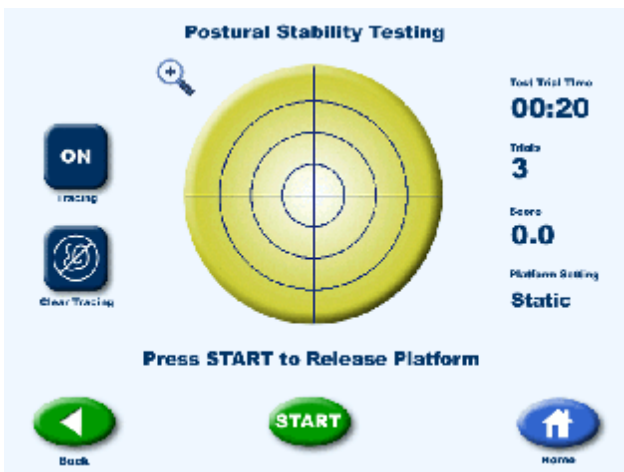 Postural Stability Testing
Test Trial Time
00:20
ON
Tracing
Trials
3
Score
0.0
Clear Tracing
Platform Setting
Static
Press START to Release Platform
START
Back
Home